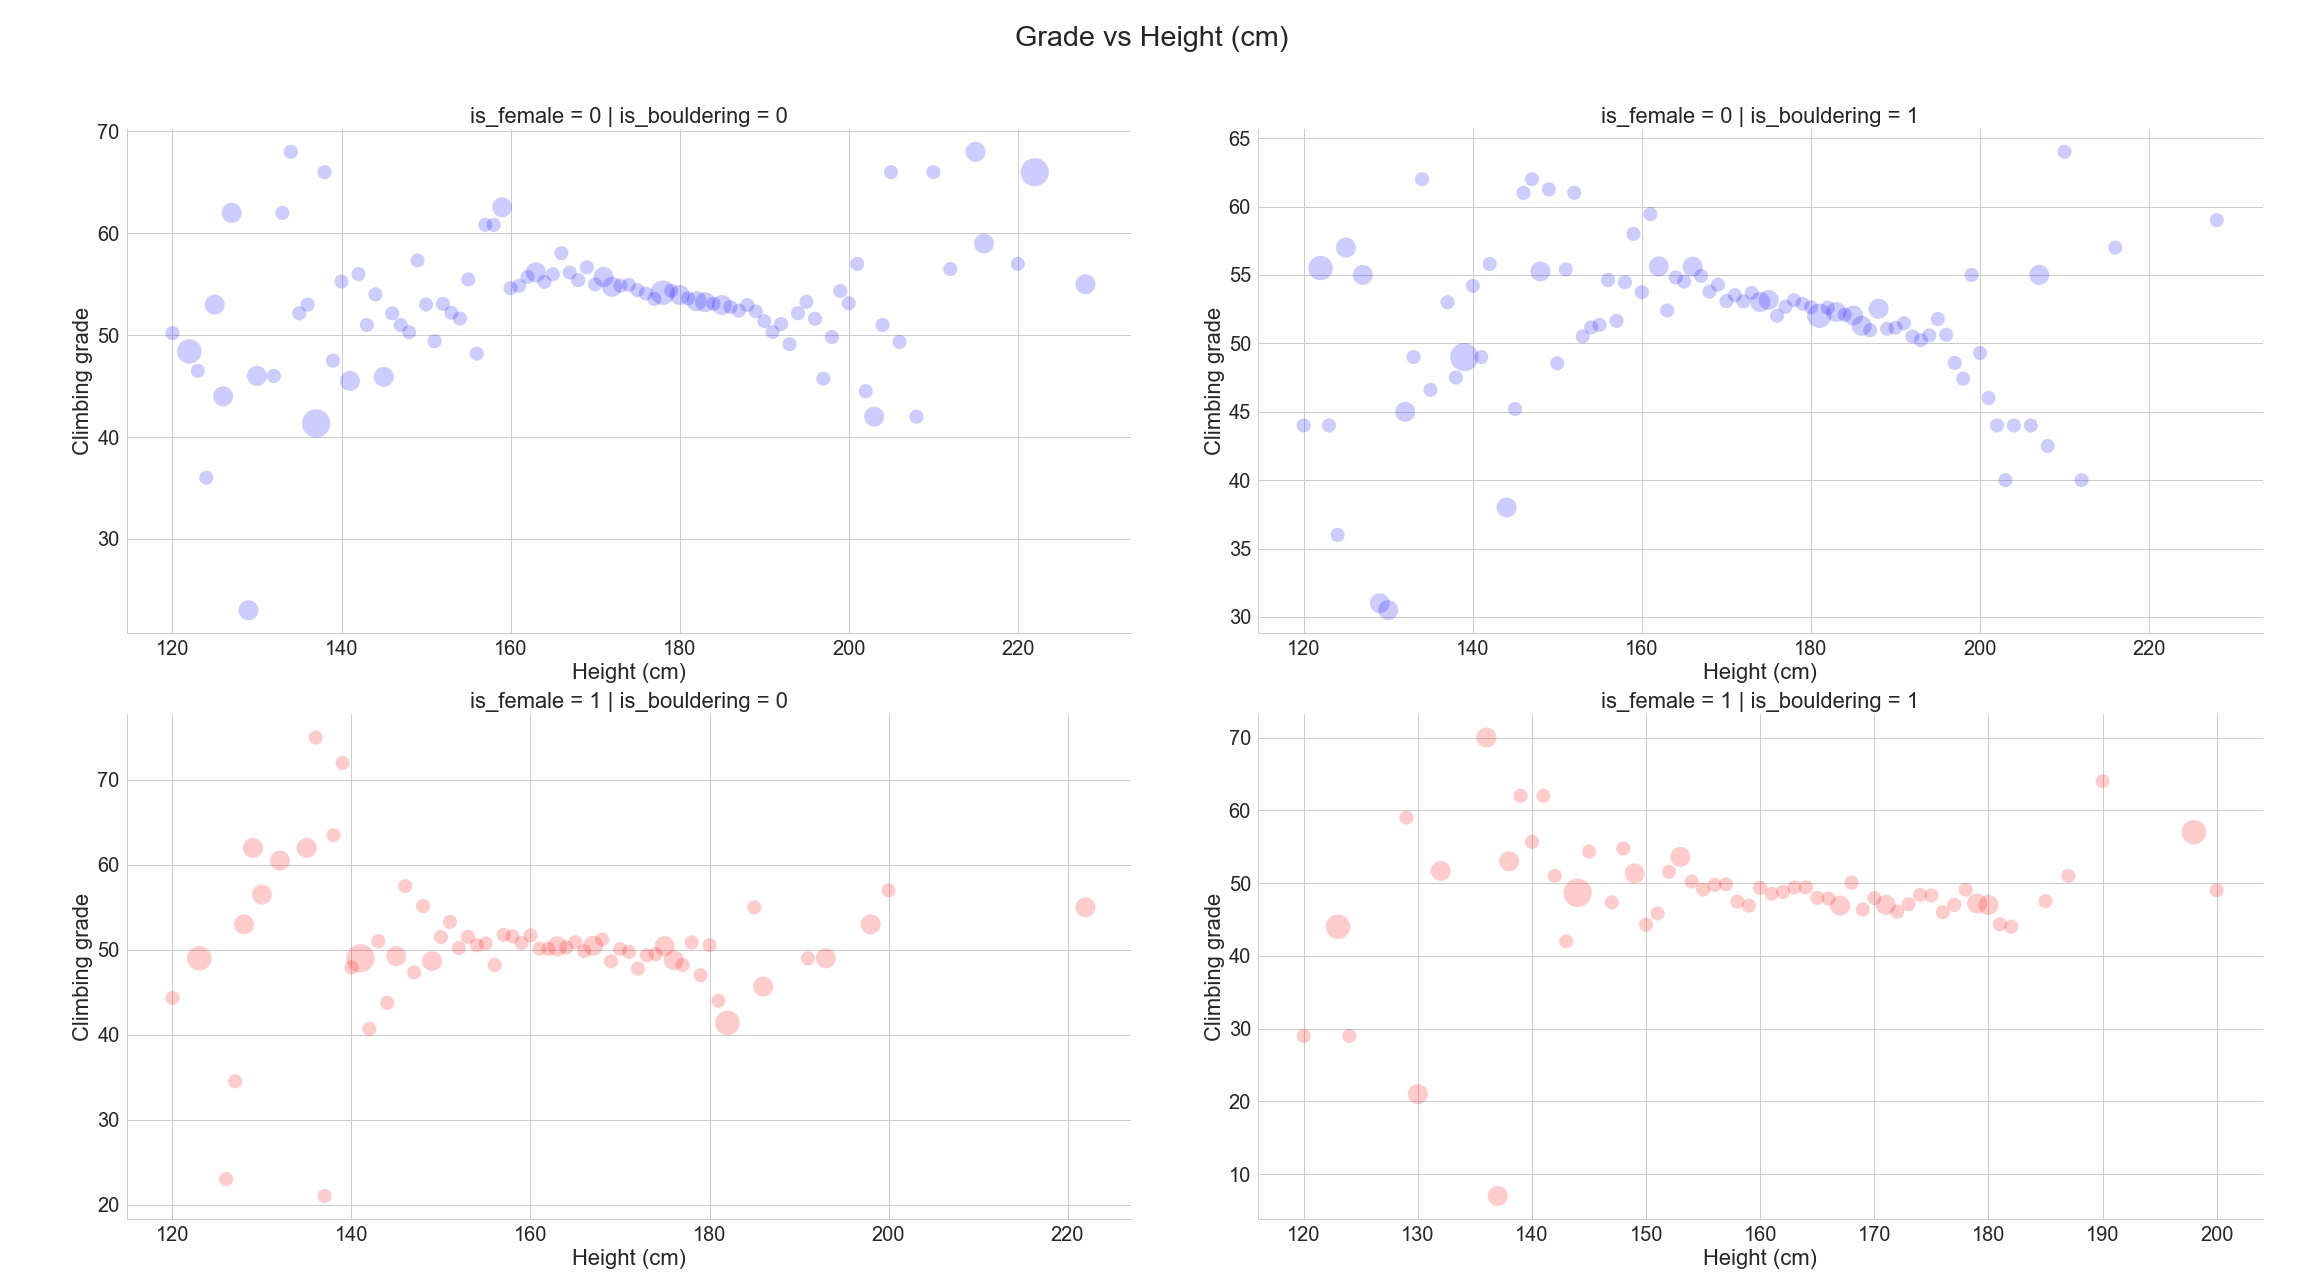 Grade vs Height (cm)
is_female = 0 | is_bouldering = 0
70
60
50
40
30
Climbing grade
120 140 160 180 200 220
Height (cm)
is_female = 0 | is_bouldering = 1
65
60
55
50
45
40
35
30
Climbing grade
120 140 160 180 200 220
Height (cm)
is_female = 1 | is_bouldering = 0
70
60
50
40
30
20
Climbing grade
120 140 160 180 200 220
Height (cm)
is_female = 1 | is_bouldering = 1
70
60
50
40
30
20
10
Climbing grade
120 130 140 150 160 170 180 190 200
Height (cm)